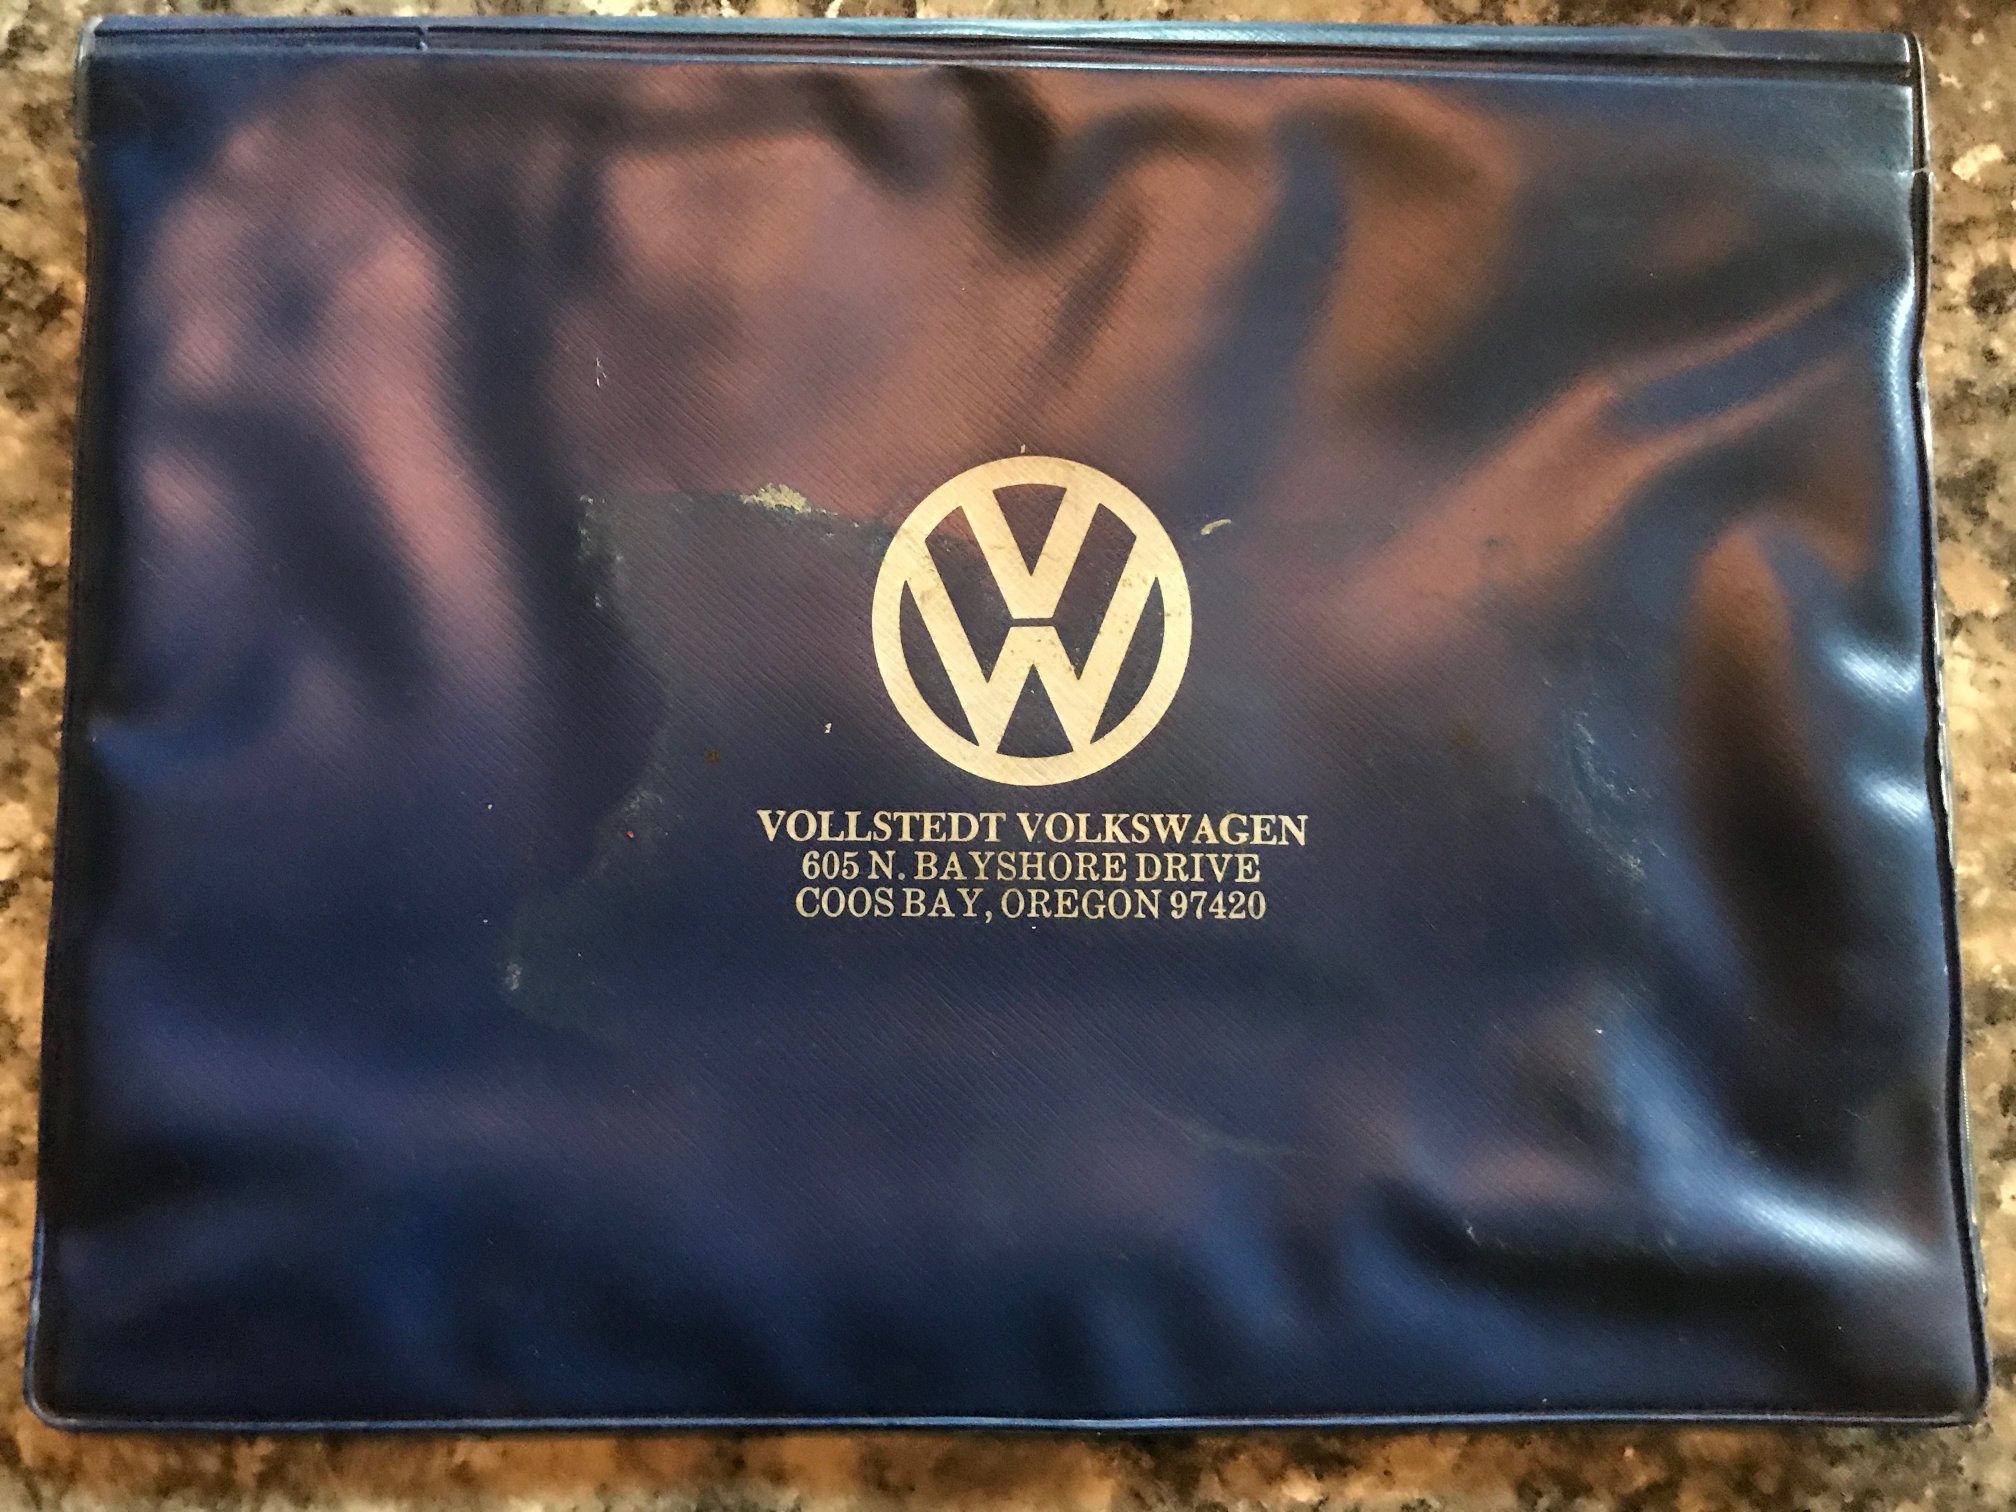 VW
VOLLSTEDT VOLKSWAGEN
605 N. BAYSHORE DRIVE
COOS BAY, OREGON 97420